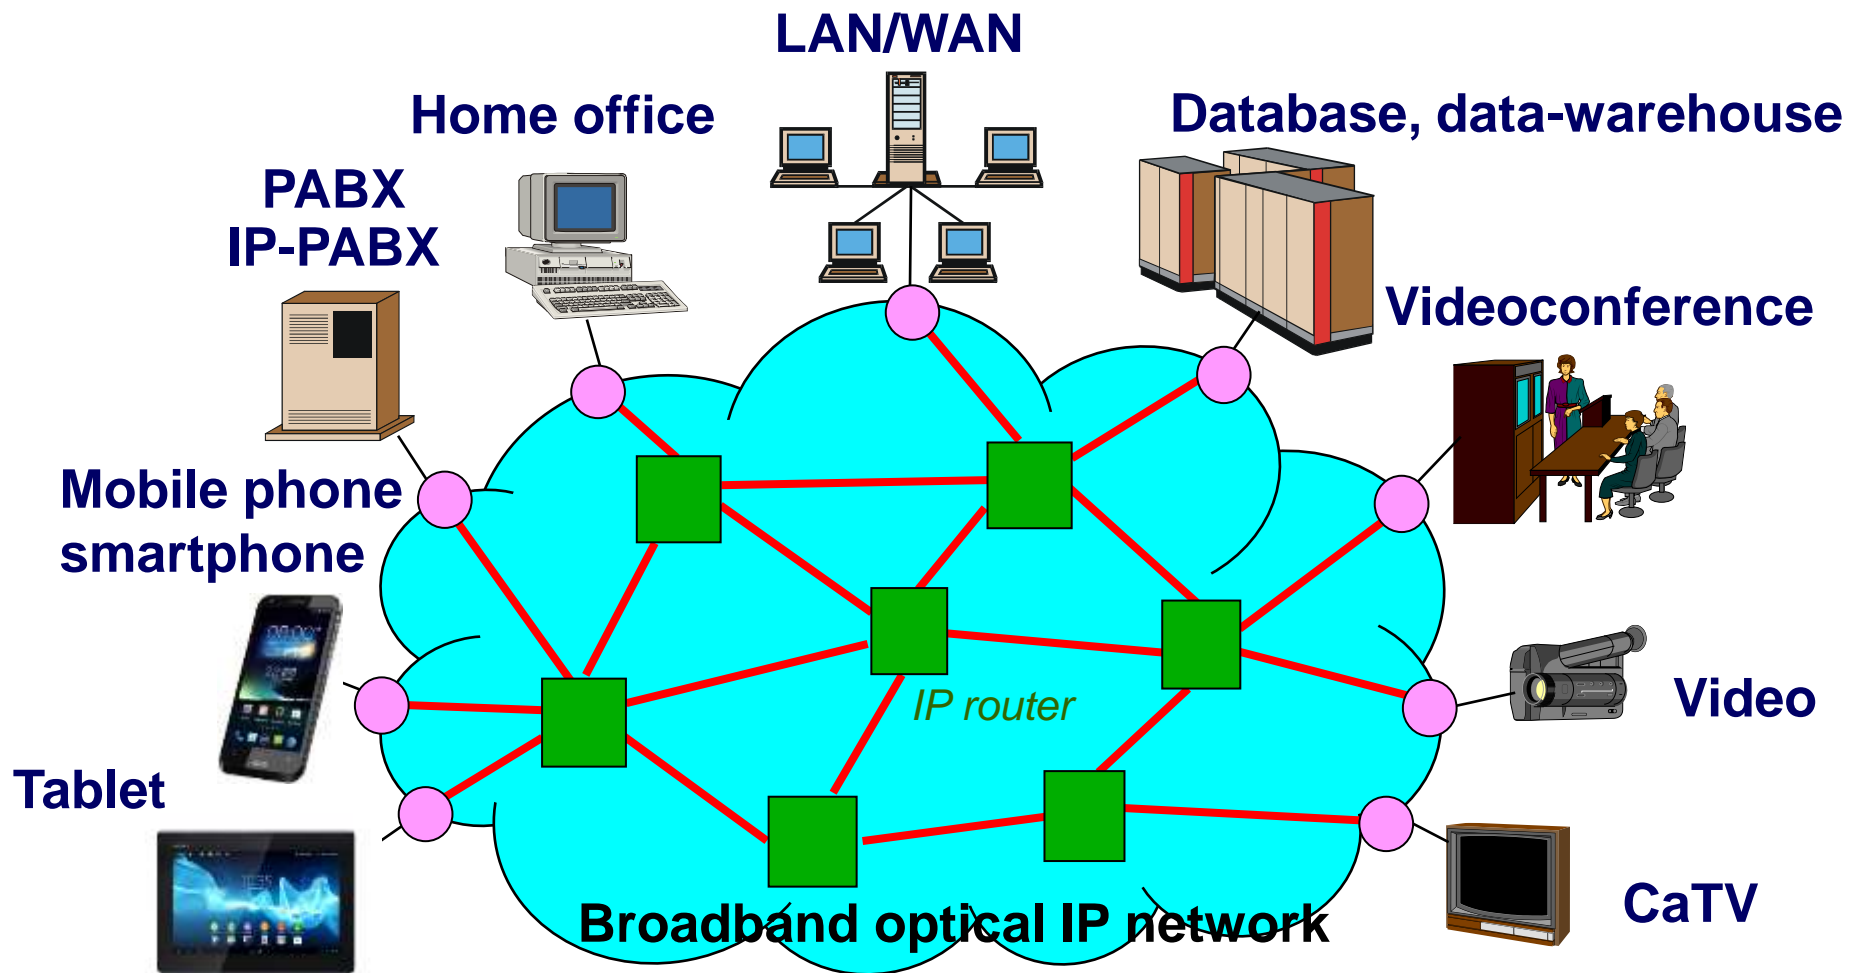 LAN/WAN
Home office
Database, data-warehouse
PABX
IP-PABX
Videoconference
Mobile phone
smartphone
IP router
Video
Tablet
CaTV
Broadband optical IP network